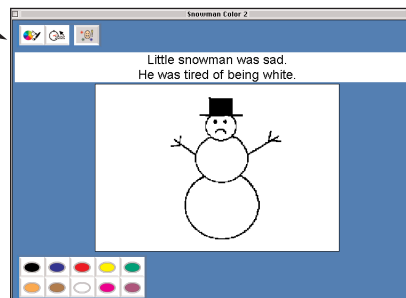 Snowman Color 2
Little snowman was sad.
He was tired of being white.